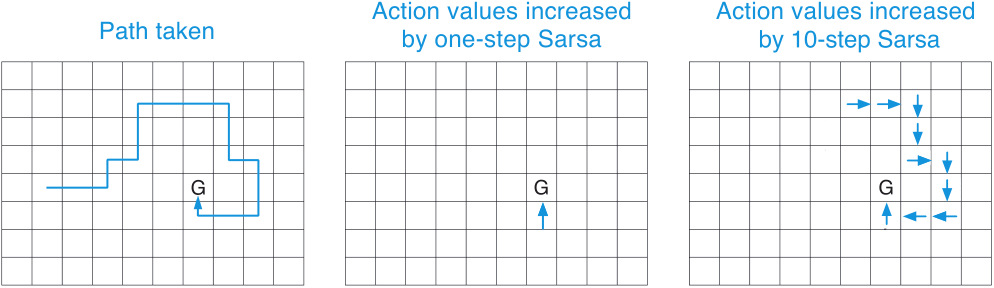 Path taken
Action values increased
by one-step Sarsa
Action values increased
by 10-step Sarsa
G
G
G